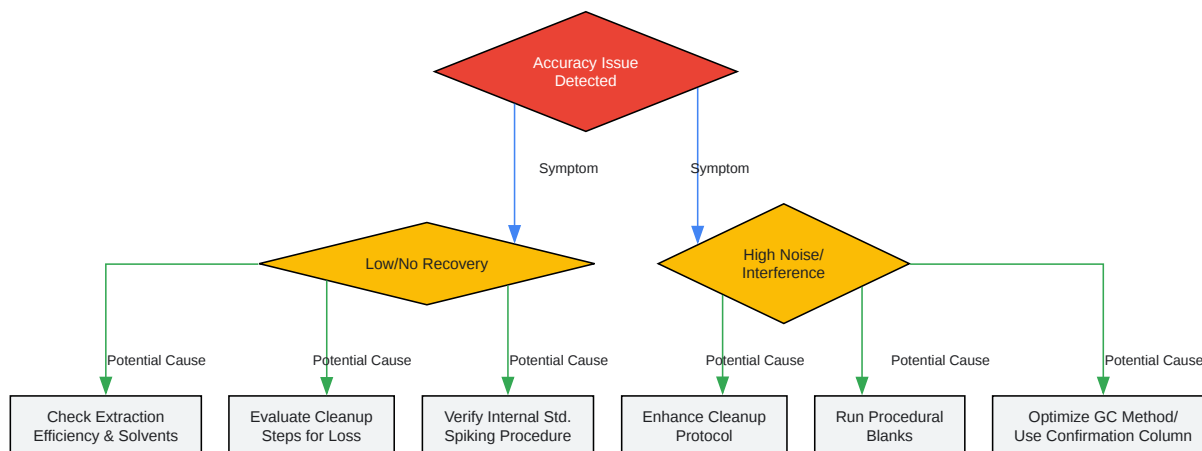 Accuracy Issue
Detected
Symptom
Symptom
Low/No Recovery
High Noise/
Interference
Potential Cause
Potential Cause
Potential Cause
Potential Cause
Potential Cause
Potential Cause
Check Extraction
Efficiency & Solvents
Evaluate Cleanup
Steps for Loss
Verify Internal Std.
Spiking Procedure
Enhance Cleanup
Protocol
Run Procedural
Blanks
Optimize GC Method/
Use Confirmation Column